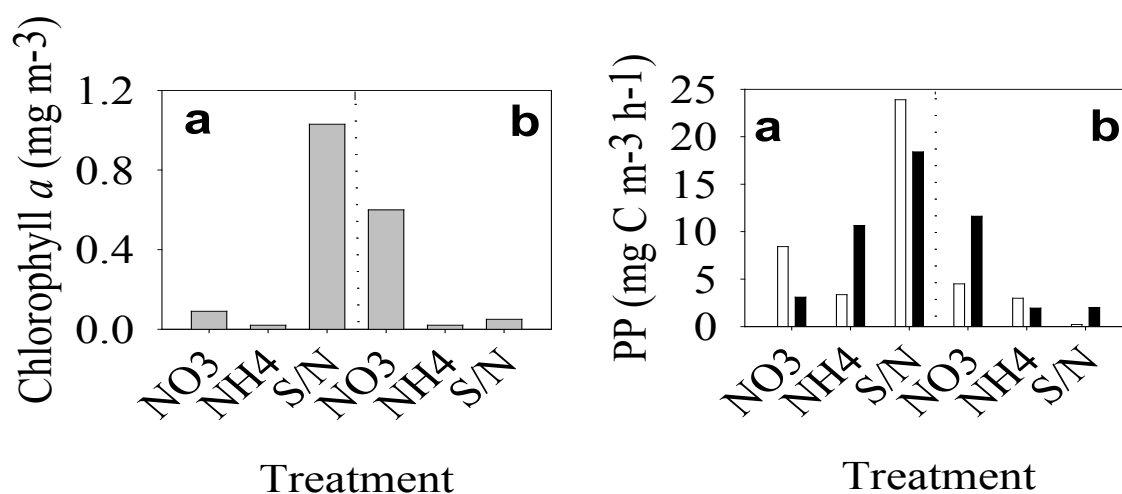 Chlorophyll a (mg m-3)
1.2
0.8
0.4
0.0
a
b
NO3
NH4
S/N
NO3
NH4
S/N
Treatment
PP (mg C m-3 h-1)
25
20
15
10
5
0
a
b
NO3
NH4
S/N
NO3
NH4
S/N
Treatment